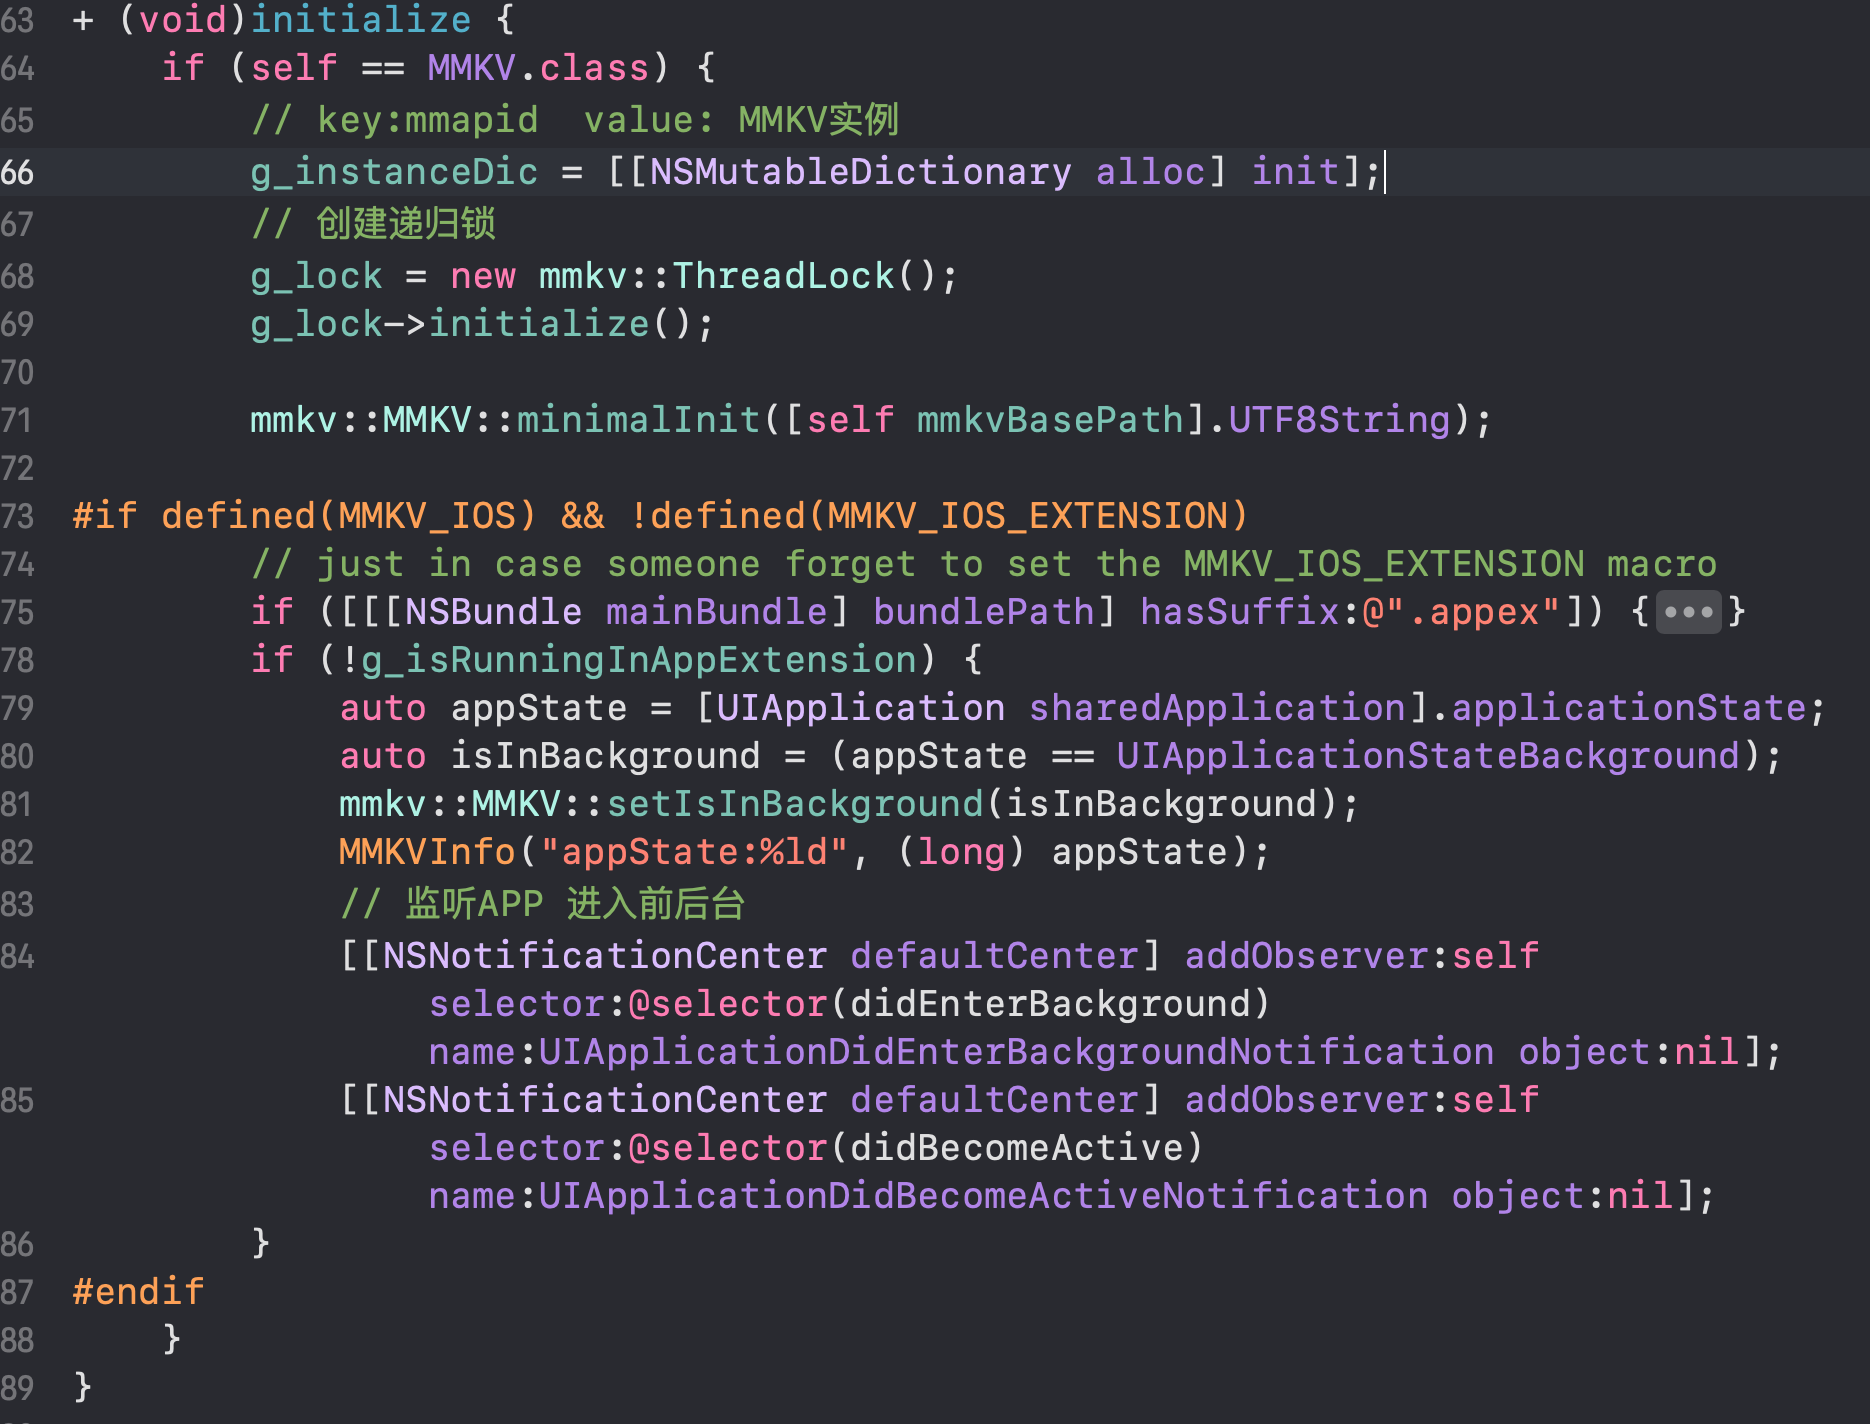 63 + (void)initialize {
64     if (self == MMKV.class) {
65         // key:mmapid  value: MMKV实例
66         g_instanceDic = [[NSMutableDictionary alloc] init];
67         // 创建递归锁
68         g_lock = new mmkv::ThreadLock();
69         g_lock->initialize();
70
71         mmkv::MMKV::minimalInit([self mmkvBasePath].UTF8String);
72
73 #if defined(MMKV_IOS) && !defined(MMKV_IOS_EXTENSION)
74         // just in case someone forget to set the MMKV_IOS_EXTENSION macro
75         if ([[[NSBundle mainBundle] bundlePath] hasSuffix:@".appex"]) {•••}
78         if (!g_isRunningInAppExtension) {
79             auto appState = [UIApplication sharedApplication].applicationState;
80             auto isInBackground = (appState == UIApplicationStateBackground);
81             mmkv::MMKV::setIsInBackground(isInBackground);
82             MMKVInfo("appState:%ld", (long) appState);
83             // 监听APP 进入前后台
84             [[NSNotificationCenter defaultCenter] addObserver:self
                selector:@selector(didEnterBackground)
                name:UIApplicationDidEnterBackgroundNotification object:nil];
85             [[NSNotificationCenter defaultCenter] addObserver:self
                selector:@selector(didBecomeActive)
                name:UIApplicationDidBecomeActiveNotification object:nil];
86         }
87 #endif
88     }
89 }